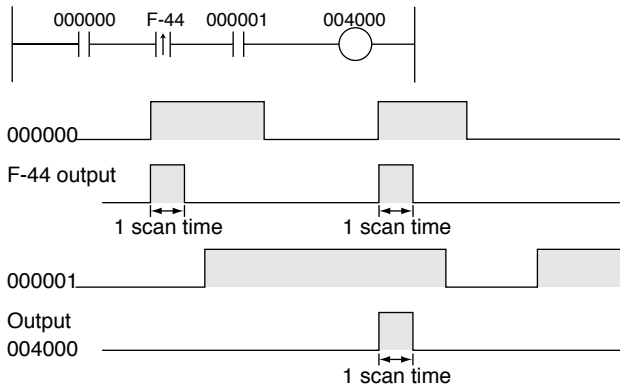 000000 F-44 000001 004000
000000
F-44 output
1 scan time 1 scan time
000001
Output
004000
1 scan time